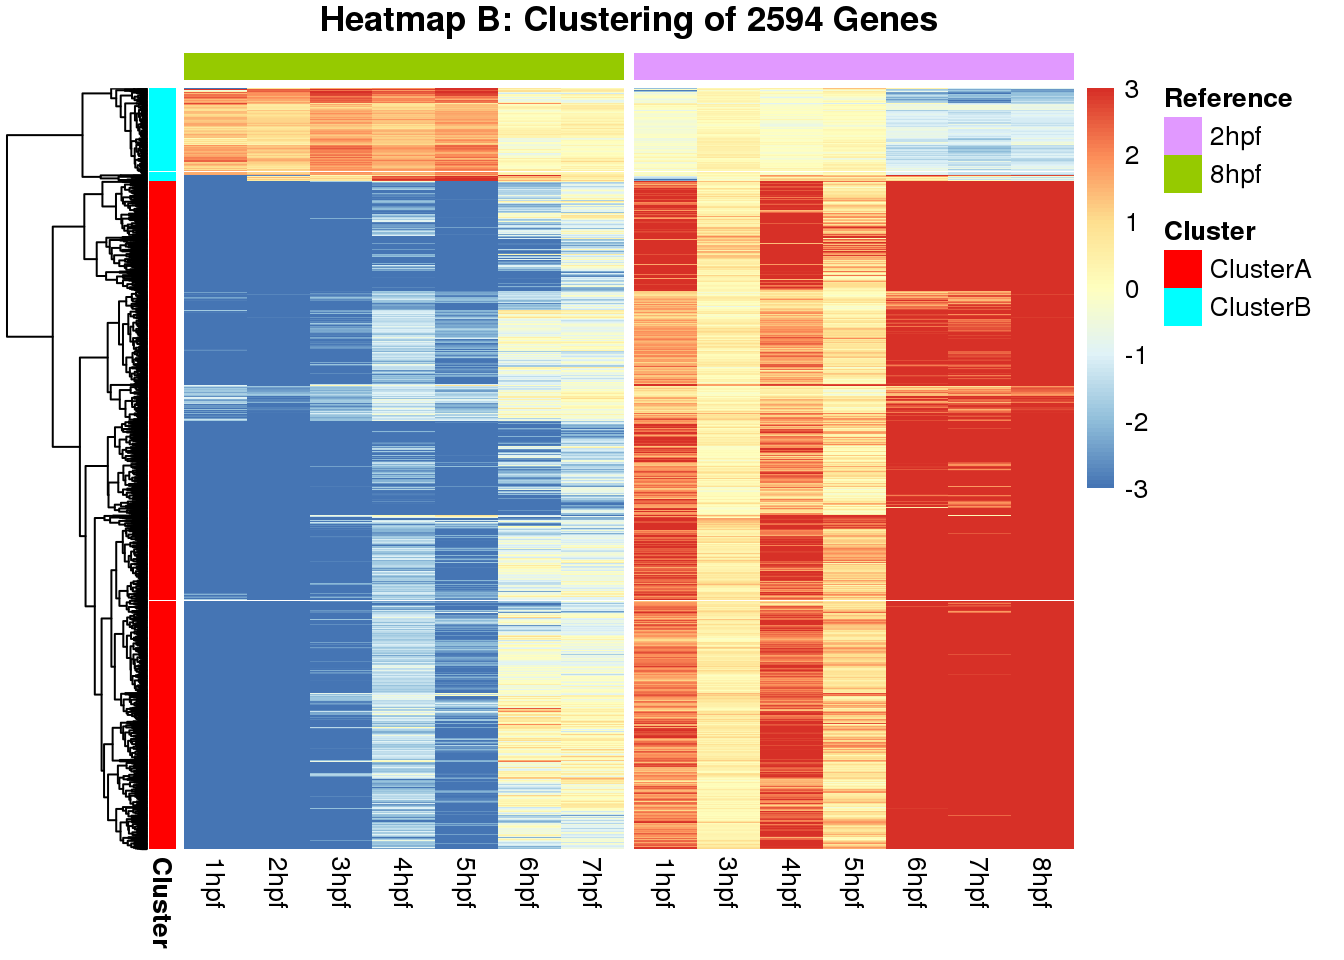 Heatmap B: Clustering of 2594 Genes
3
2
1
0
-1
-2
-3
Reference
2hpf
8hpf
Cluster
ClusterA
ClusterB
Cluster
1hpf
2hpf
3hpf
4hpf
5hpf
6hpf
7hpf
1hpf
3hpf
4hpf
5hpf
6hpf
7hpf
8hpf